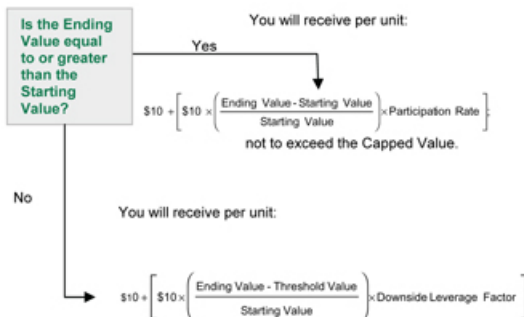 You will receive per unit:
Is the Ending
Value equal
to or greater
than the
Starting
Value?
Yes
$10 + [ $10 × ( Ending Value - Starting Value / Starting Value ) × Participation Rate ];
not to exceed the Capped Value.
No
You will receive per unit:
$10 + [ $10 × ( Ending Value - Threshold Value / Starting Value ) × Downside Leverage Factor ]